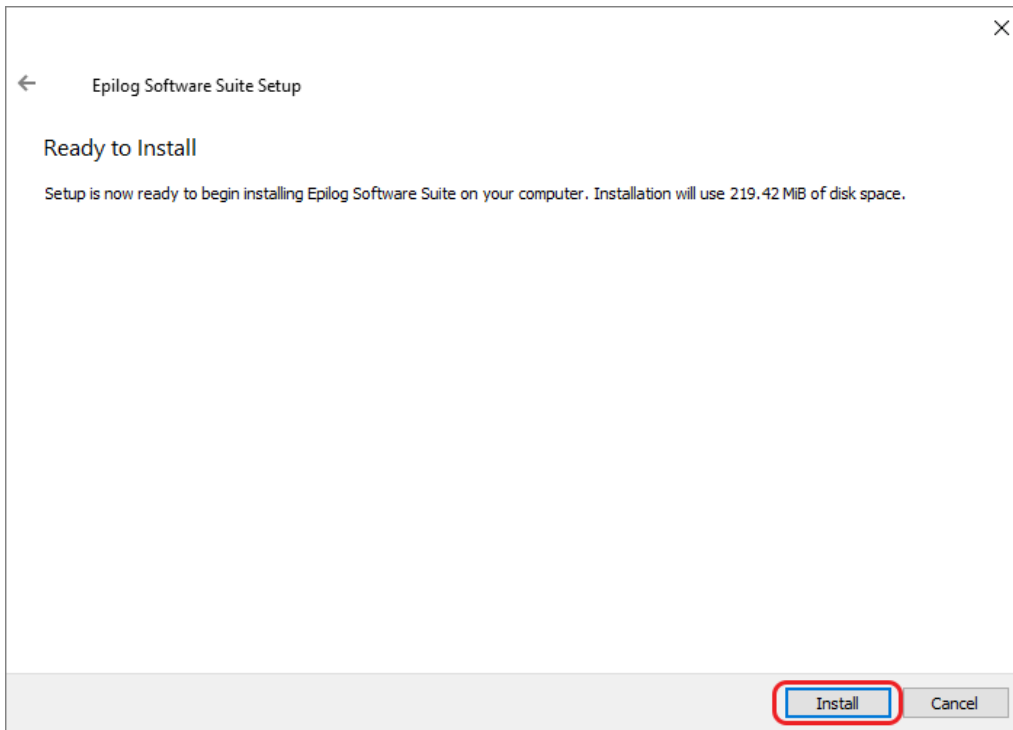 Epilog Software Suite Setup
Ready to Install
Setup is now ready to begin installing Epilog Software Suite on your computer. Installation will use 219.42 MiB of disk space.
Install
Cancel